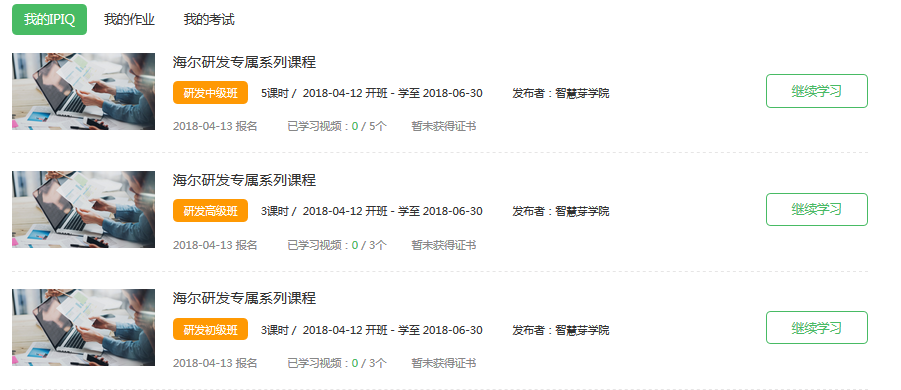 我的IPIQ 我的作业 我的考试
海尔研发专属系列课程
研发中级班 5课时 / 2018-04-12 开班 - 学至 2018-06-30 发布者：智慧芽学院 继续学习
2018-04-13 报名 已学习视频：0 / 5个 暂未获得证书
海尔研发专属系列课程
研发高级班 3课时 / 2018-04-12 开班 - 学至 2018-06-30 发布者：智慧芽学院 继续学习
2018-04-13 报名 已学习视频：0 / 3个 暂未获得证书
海尔研发专属系列课程
研发初级班 3课时 / 2018-04-12 开班 - 学至 2018-06-30 发布者：智慧芽学院 继续学习
2018-04-13 报名 已学习视频：0 / 3个 暂未获得证书